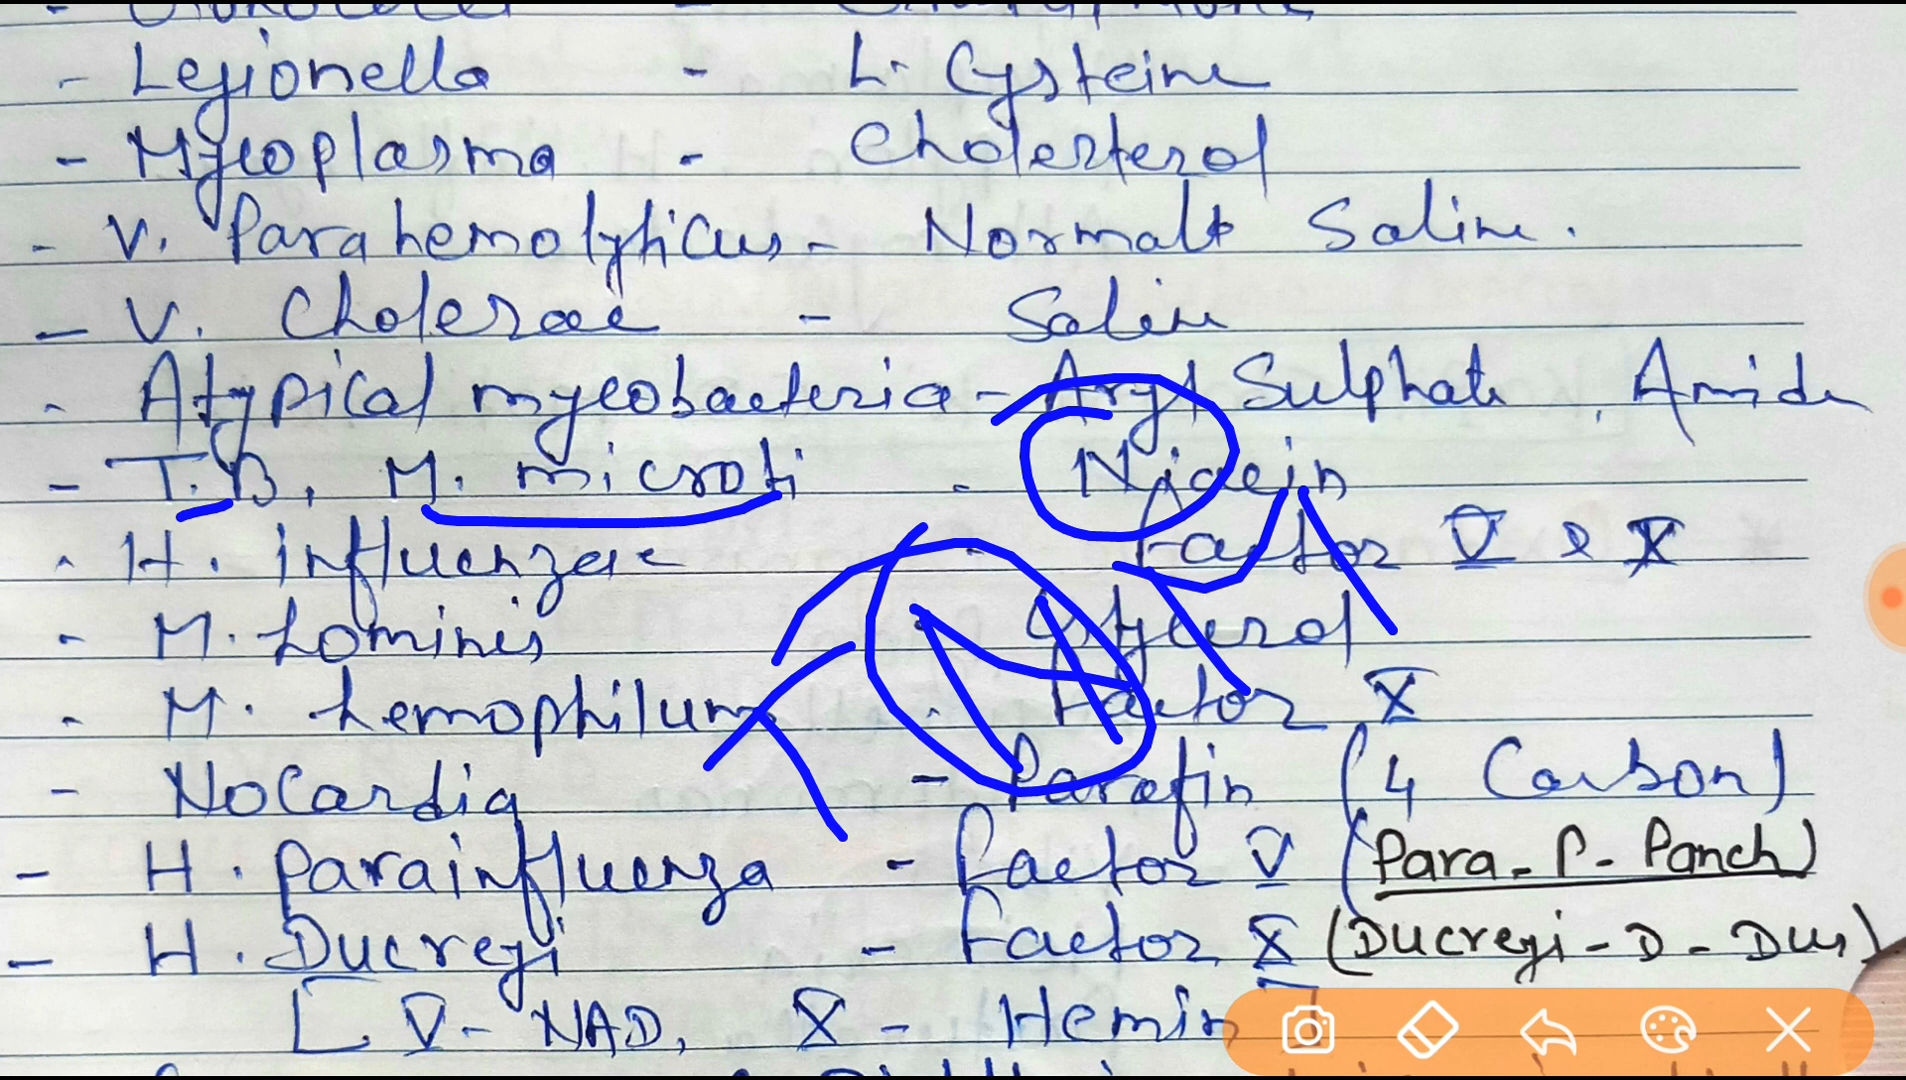 - Legionella - L. Cysteine
- Mycoplasma - Cholesterol
- V. Parahemolyticus - Normal Saline.
- V. Cholerae - Saline
- Atypical mycobacteria - Aryl Sulphate, Amide
- T.B, M. microti - Niacin
- H. influenzae - Factor V & X
- M. hominis - Glycerol
- M. hemophilum - Factor X
- Nocardia - Parafin (4 Carbon)
- H. parainfluenza - Factor V (Para - P - Panch)
- H. Ducreyi - Factor X (Ducreyi - D - Dus)
[V - NAD, X - Hemin]